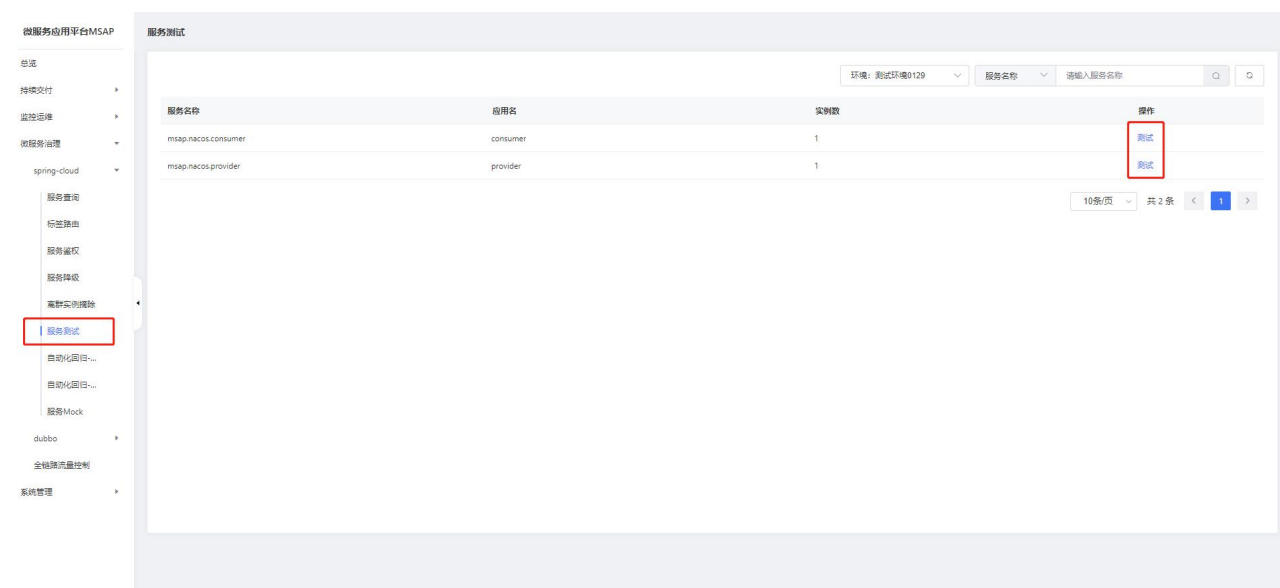 微服务应用平台MSAP
总览
持续交付
监控运维
微服务治理
spring-cloud
服务查询
标签路由
服务鉴权
服务降级
离群实例摘除
服务测试
自动化回归-...
自动化回归-...
服务Mock
dubbo
全链路流量控制
系统管理
服务测试
环境：测试环境0129 服务名称 请输入服务名称
服务名称 应用名 实例数 操作
msap.nacos.consumer consumer 1 测试
msap.nacos.provider provider 1 测试
10条/页 共 2 条 1